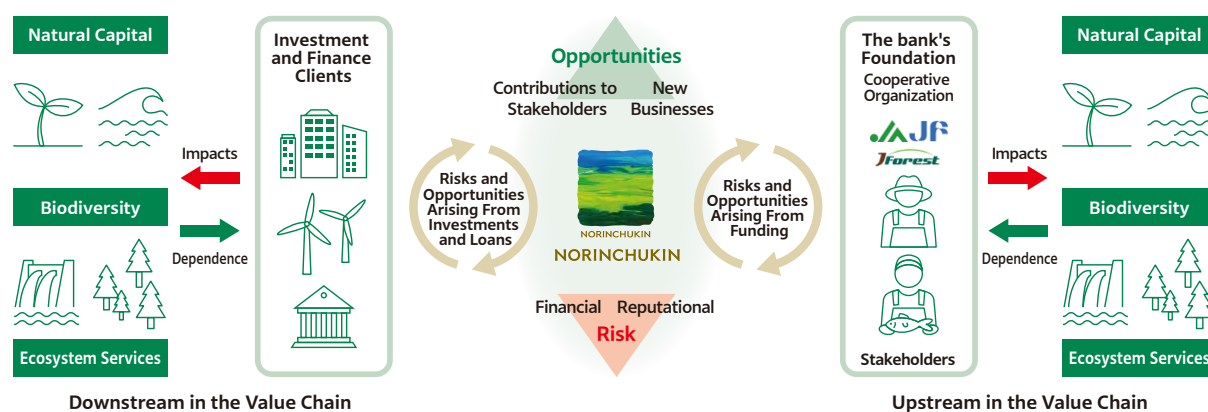 Natural Capital
Impacts
Biodiversity
Dependence
Ecosystem Services
Investment
and Finance
Clients
Downstream in the Value Chain
Risks and
Opportunities
Arising From
Investments
and Loans
Opportunities
Contributions to
Stakeholders
New
Businesses
NORINCHUKIN
NORINCHUKIN
Financial
Reputational
Risk
Risks and
Opportunities
Arising From
Funding
The bank's
Foundation
Cooperative
Organization
JA
JF
JForest
Stakeholders
Impacts
Dependence
Natural Capital
Biodiversity
Ecosystem Services
Upstream in the Value Chain